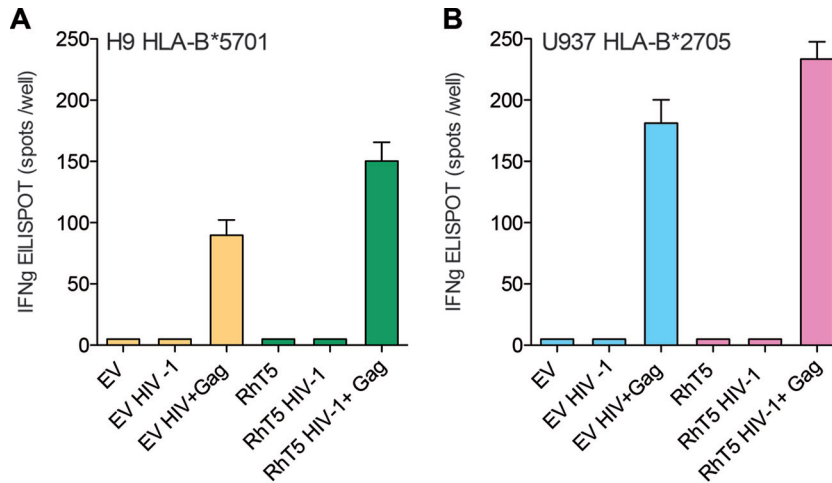 A
H9 HLA-B*5701
IFNg ElLISPOT (spots /well)
250
200
150
100
50
0
EV
EV HIV -1
EV HIV+Gag
RhT5
RhT5 HIV-1
RhT5 HIV-1+ Gag
B
U937 HLA-B*2705
IFNg ELISPOT (spots /well)
250
200
150
100
50
0
EV
EV HIV-1
EV HIV+Gag
RhT5
RhT5 HIV-1
RhT5 HIV-1+ Gag